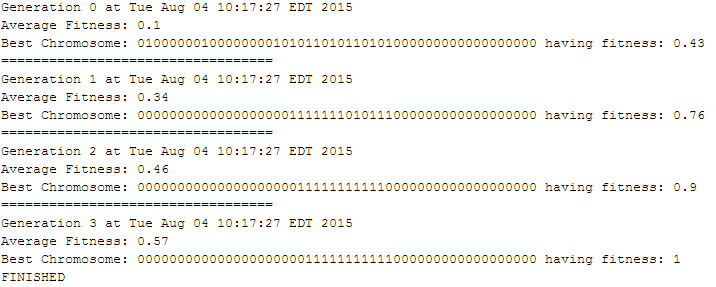 Generation 0 at Tue Aug 04 10:17:27 EDT 2015
Average Fitness: 0.1
Best Chromosome: 01000000100000000101011010110101000000000000000000 having fitness: 0.43
==================================
Generation 1 at Tue Aug 04 10:17:27 EDT 2015
Average Fitness: 0.34
Best Chromosome: 00000000000000000001111111010111000000000000000000 having fitness: 0.76
==================================
Generation 2 at Tue Aug 04 10:17:27 EDT 2015
Average Fitness: 0.46
Best Chromosome: 00000000000000000000111111111110000000000000000000 having fitness: 0.9
==================================
Generation 3 at Tue Aug 04 10:17:27 EDT 2015
Average Fitness: 0.57
Best Chromosome: 00000000000000000000011111111111000000000000000000 having fitness: 1
FINISHED